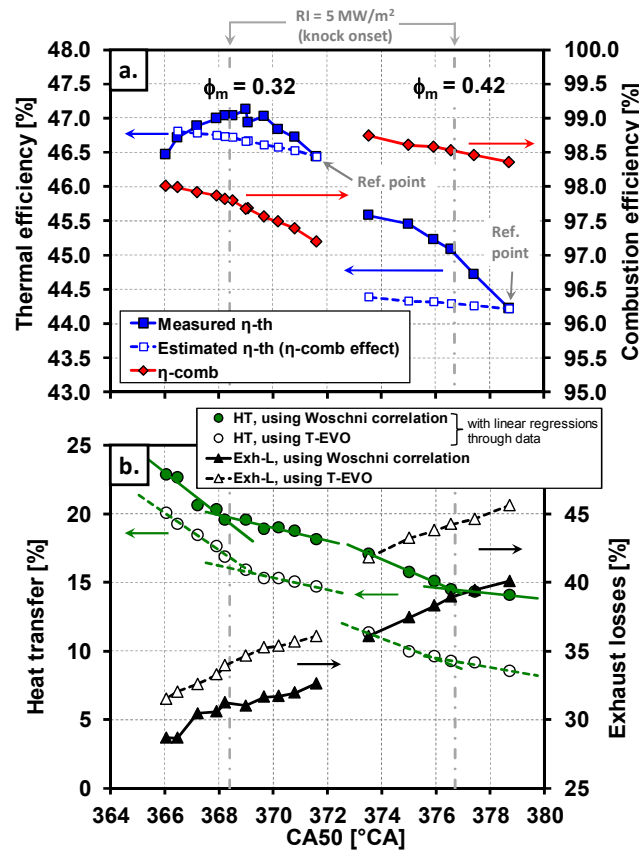 RI = 5 MW/m²
(knock onset)
48.0
47.5
47.0
46.5
46.0
45.5
45.0
44.5
44.0
43.5
43.0
Thermal efficiency [%]
a.
ϕm = 0.32
ϕm = 0.42
Ref. point
Ref.
point
100.0
99.5
99.0
98.5
98.0
97.5
97.0
96.5
96.0
95.5
95.0
Combustion efficiency [%]
Measured η-th
Estimated η-th (η-comb effect)
η-comb
HT, using Woschni correlation
HT, using T-EVO
with linear regressions
through data
Exh-L, using Woschni correlation
Exh-L, using T-EVO
b.
25
20
15
10
5
0
Heat transfer [%]
50
45
40
35
30
25
Exhaust losses [%]
364 366 368 370 372 374 376 378 380
CA50 [°CA]